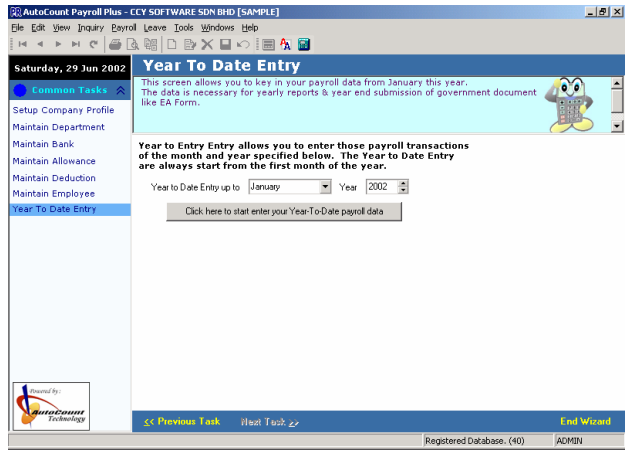 AutoCount Payroll Plus - CCY SOFTWARE SDN BHD [SAMPLE]
File Edit View Inquiry Payroll Leave Tools Windows Help
Saturday, 29 Jun 2002
Year To Date Entry
This screen allows you to key in your payroll data from January this year.
The data is necessary for yearly reports & year end submission of government document
like EA Form.
Common Tasks
Setup Company Profile
Maintain Department
Maintain Bank
Maintain Allowance
Maintain Deduction
Maintain Employee
Year To Date Entry
Year to Entry Entry allows you to enter those payroll transactions
of the month and year specified below. The Year to Date Entry
are always start from the first month of the year.
Year to Date Entry up to January Year 2002
Click here to start enter your Year-To-Date payroll data
Powered by:
AutoCount
Technology
<< Previous Task Next Task >> End Wizard
Registered Database. (40) ADMIN